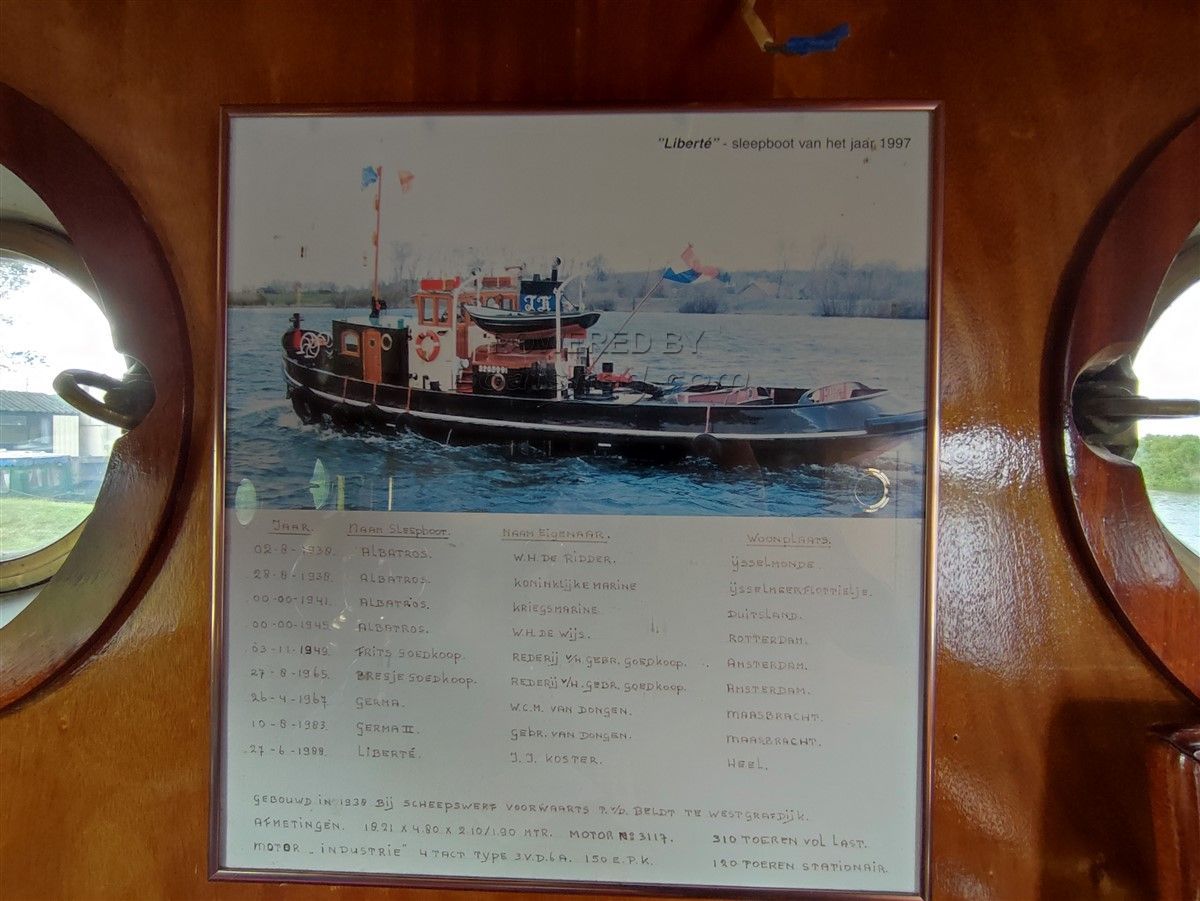 "Liberté" - sleepboot van het jaar 1997
TK
POWERED BY
JAAR. NAAM SLEEPBOOT. NAAM EIGENAAR. WOONPLAATS.
02-8-1938. ALBATROS. W.H. DE RIDDER. IJSSELMONDE.
28-8-1938. ALBATROS. KONINKLIJKE MARINE IJSSELMEERFLOTTIELJE.
00-00-1941. ALBATROS. KRIEGSMARINE DUITSLAND.
00-00-1945. ALBATROS. W.H. DE WIJS. ROTTERDAM.
03-11-1949. FRITS GOEDKOOP. REDERIJ V/H GEBR. GOEDKOOP. AMSTERDAM.
27-8-1965. BRESJE GOEDKOOP. REDERIJ V/H. GEBR. GOEDKOOP. AMSTERDAM.
26-4-1967. GERMA. W.C.M. VAN DONGEN. MAASBRACHT.
10-8-1983. GERMA II. GEBR. VAN DONGEN. MAASBRACHT.
27-6-1988. LIBERTÉ. J.J. KOSTER. HEEL.
GEBOUWD IN 1938 BIJ SCHEEPSWERF VOORWAARTS T. V/D. BELDT TE WESTGRAFDIJK.
AFMETINGEN. 18.21 X 4.80 X 2.10/1.90 MTR. MOTOR Nº 3117. 310 TOEREN VOL LAST.
MOTOR "INDUSTRIE" 4 TACT TYPE 3.V.D.6A. 150 E.P.K. 120 TOEREN STATIONAIR.